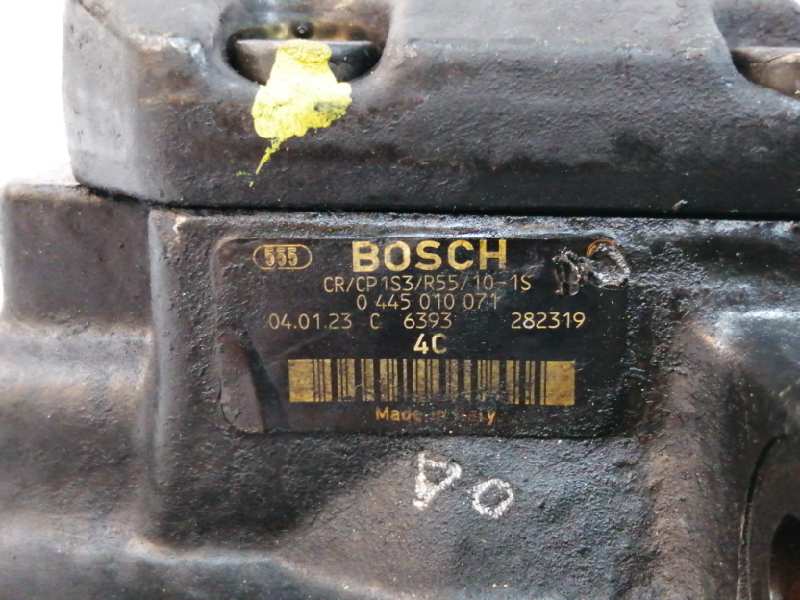 555 BOSCH
CR/CP1S3/R55/10-1S
0 445 010 071
04.01.23 C 6393 282319
4C
Made in Italy